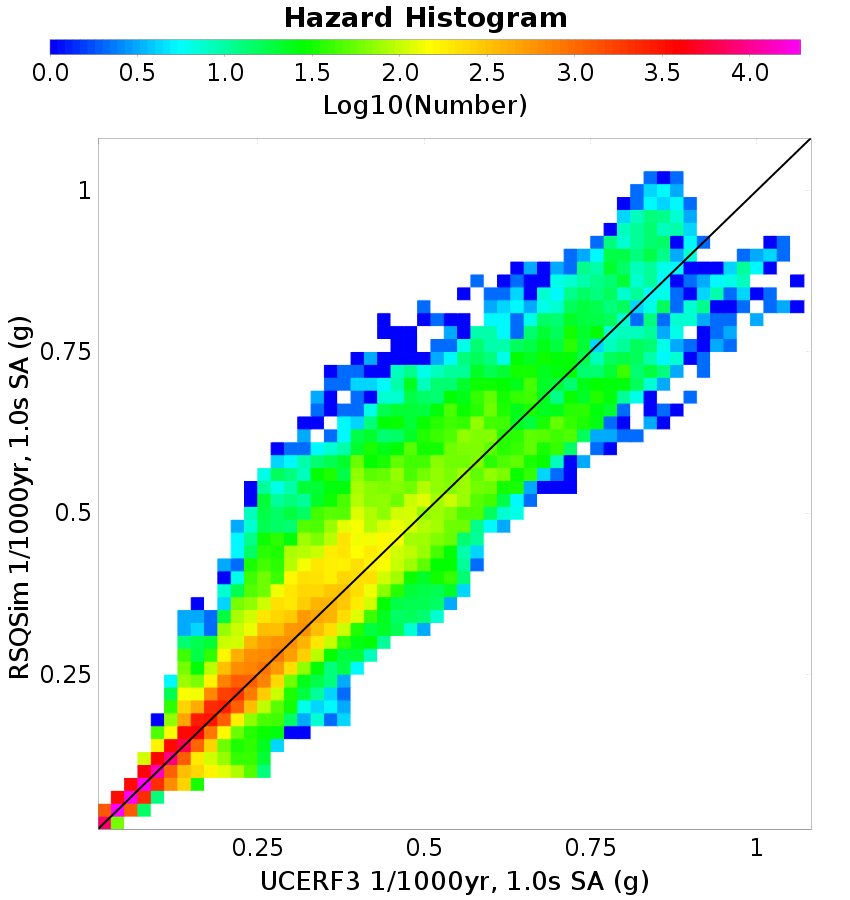 Hazard Histogram
0.0 0.5 1.0 1.5 2.0 2.5 3.0 3.5 4.0
Log10(Number)
1
0.75
0.5
0.25
RSQSim 1/1000yr, 1.0s SA (g)
0.25 0.5 0.75 1
UCERF3 1/1000yr, 1.0s SA (g)